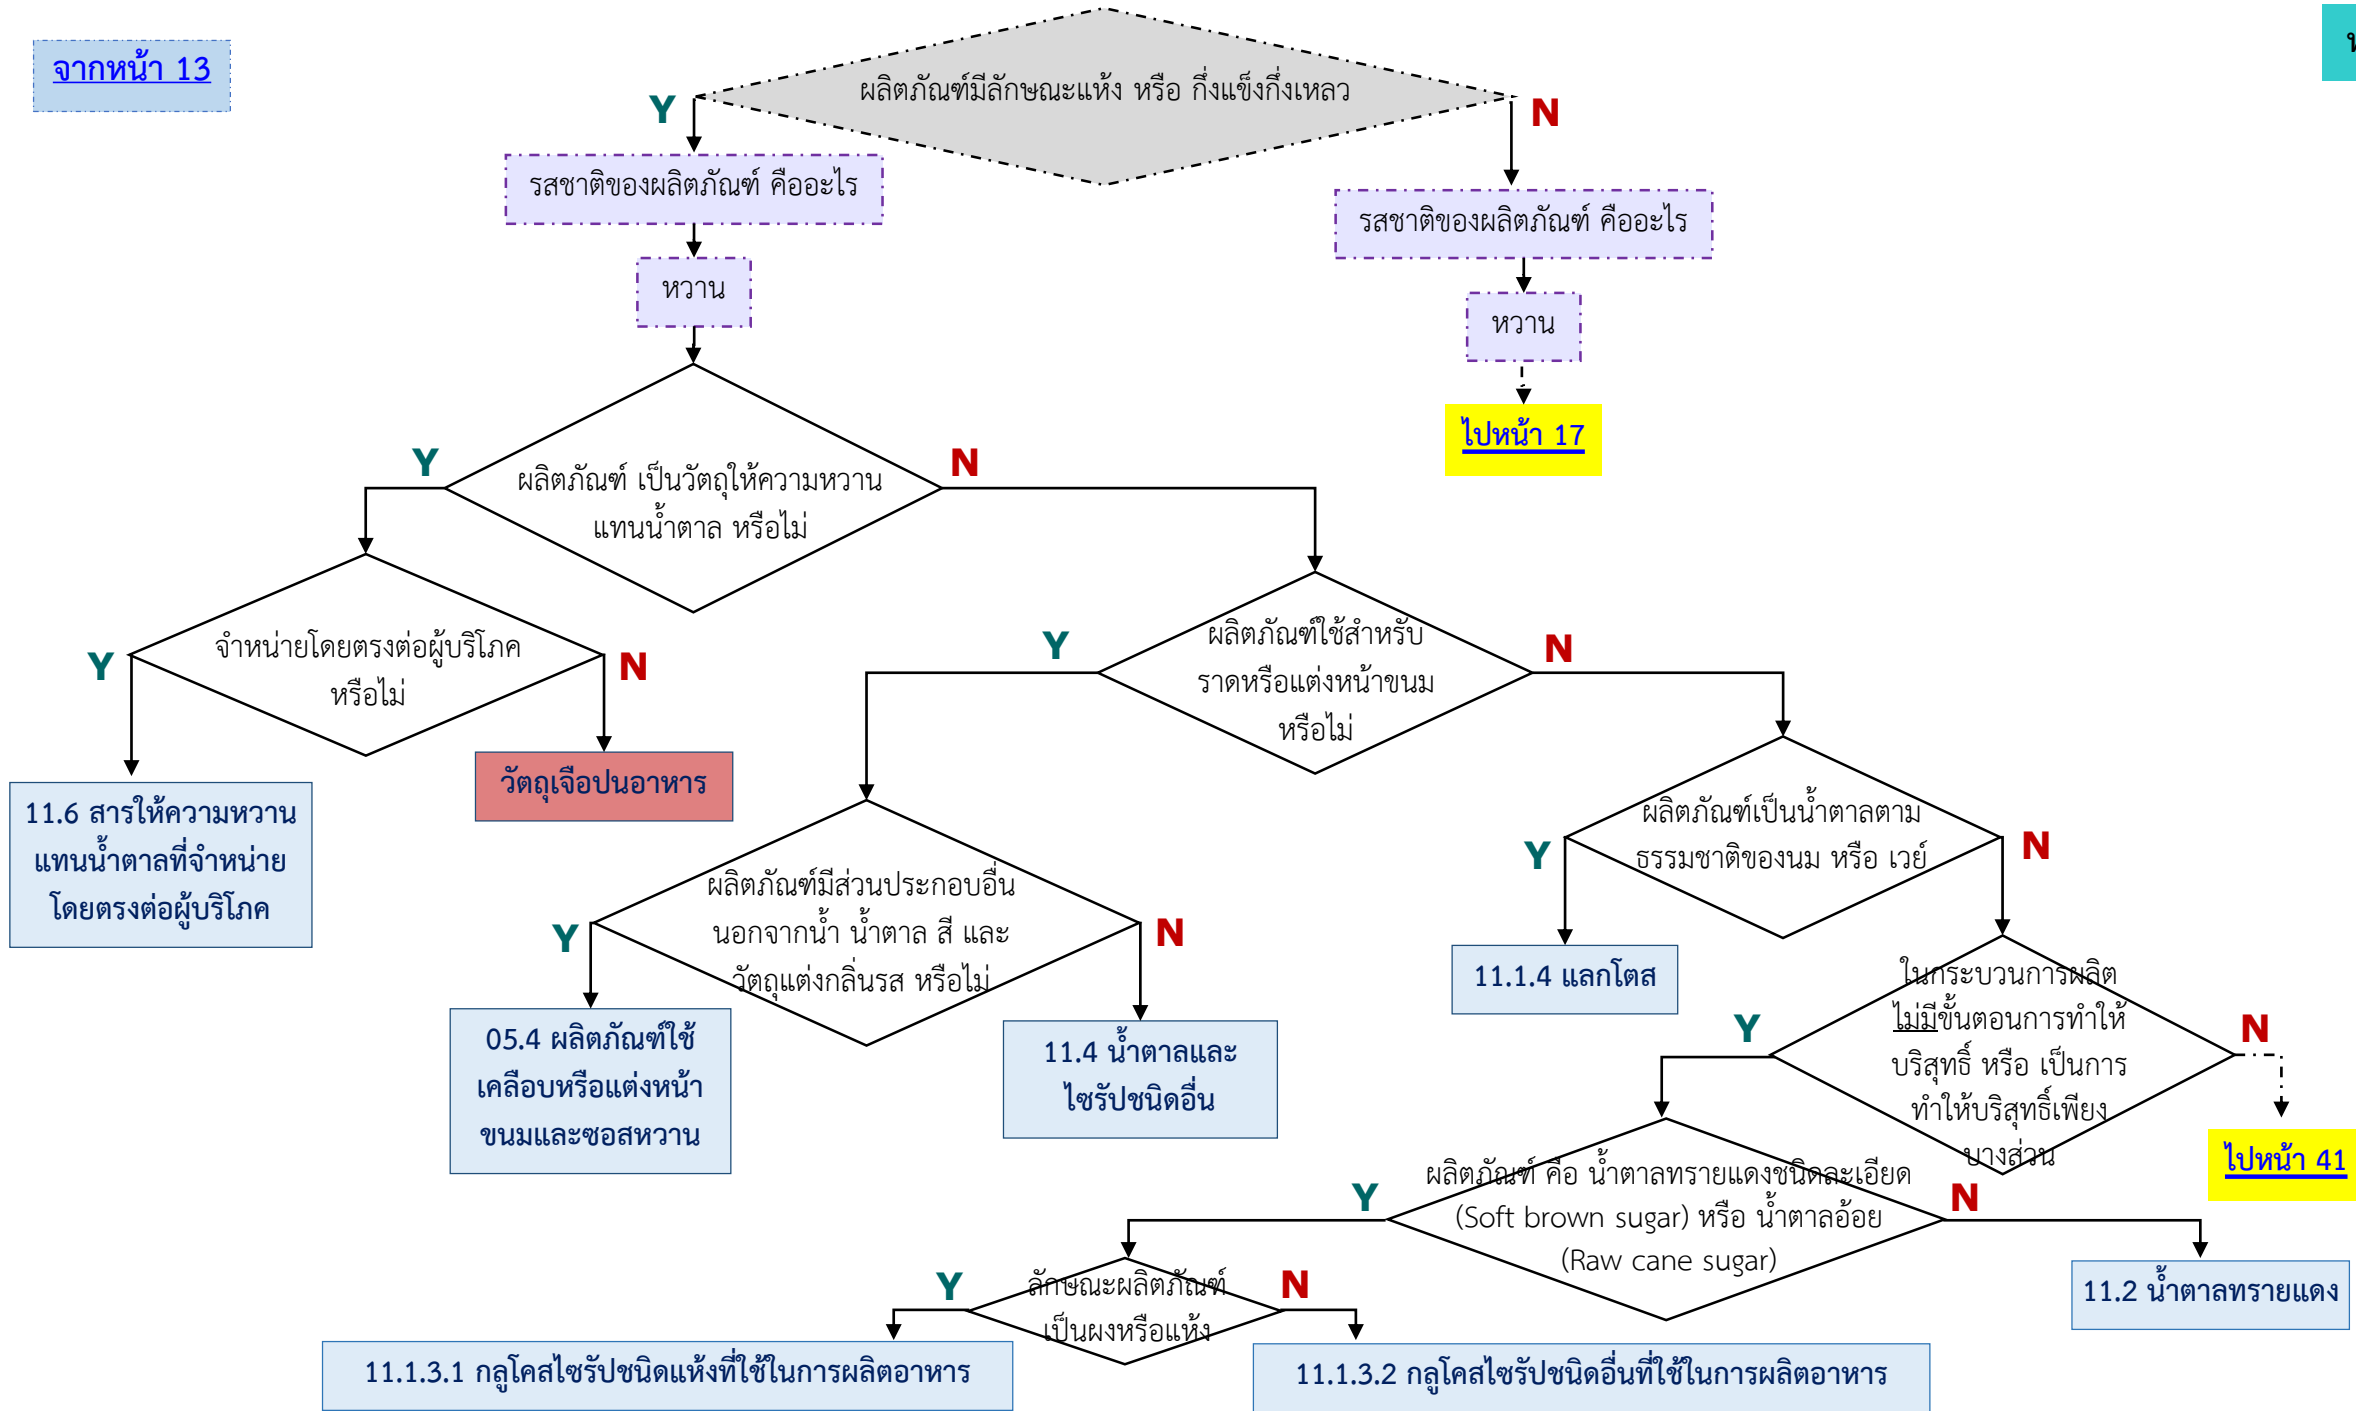 จากหน้า 13
ผลิตภัณฑ์มีลักษณะแห้ง หรือ กึ่งแข็งกึ่งเหลว
Y
N
รสชาติของผลิตภัณฑ์ คืออะไร
รสชาติของผลิตภัณฑ์ คืออะไร
หวาน
หวาน
ไปหน้า 17
Y
N
ผลิตภัณฑ์ เป็นวัตถุให้ความหวาน
แทนน้ำตาล หรือไม่
Y
จำหน่ายโดยตรงต่อผู้บริโภค
หรือไม่
N
Y
ผลิตภัณฑ์ใช้สำหรับ
ราดหรือแต่งหน้าขนม
หรือไม่
N
11.6 สารให้ความหวาน
แทนน้ำตาลที่จำหน่าย
โดยตรงต่อผู้บริโภค
วัตถุเจือปนอาหาร
ผลิตภัณฑ์เป็นน้ำตาลตาม
ธรรมชาติของนม หรือ เวย์
Y
N
ผลิตภัณฑ์มีส่วนประกอบอื่น
นอกจากน้ำ น้ำตาล สี และ
วัตถุแต่งกลิ่นรส หรือไม่
Y
N
11.1.4 แลกโตส
ในกระบวนการผลิต
ไม่มีขั้นตอนการทำให้
บริสุทธิ์ หรือ เป็นการ
ทำให้บริสุทธิ์เพียง
บางส่วน
Y
N
05.4 ผลิตภัณฑ์ใช้
เคลือบหรือแต่งหน้า
ขนมและซอสหวาน
11.4 น้ำตาลและ
ไซรัปชนิดอื่น
ไปหน้า 41
ผลิตภัณฑ์ คือ น้ำตาลทรายแดงชนิดละเอียด
(Soft brown sugar) หรือ น้ำตาลอ้อย
(Raw cane sugar)
Y
N
ลักษณะผลิตภัณฑ์
เป็นผงหรือแห้ง
Y
N
11.2 น้ำตาลทรายแดง
11.1.3.1 กลูโคสไซรัปชนิดแห้งที่ใช้ในการผลิตอาหาร
11.1.3.2 กลูโคสไซรัปชนิดอื่นที่ใช้ในการผลิตอาหาร